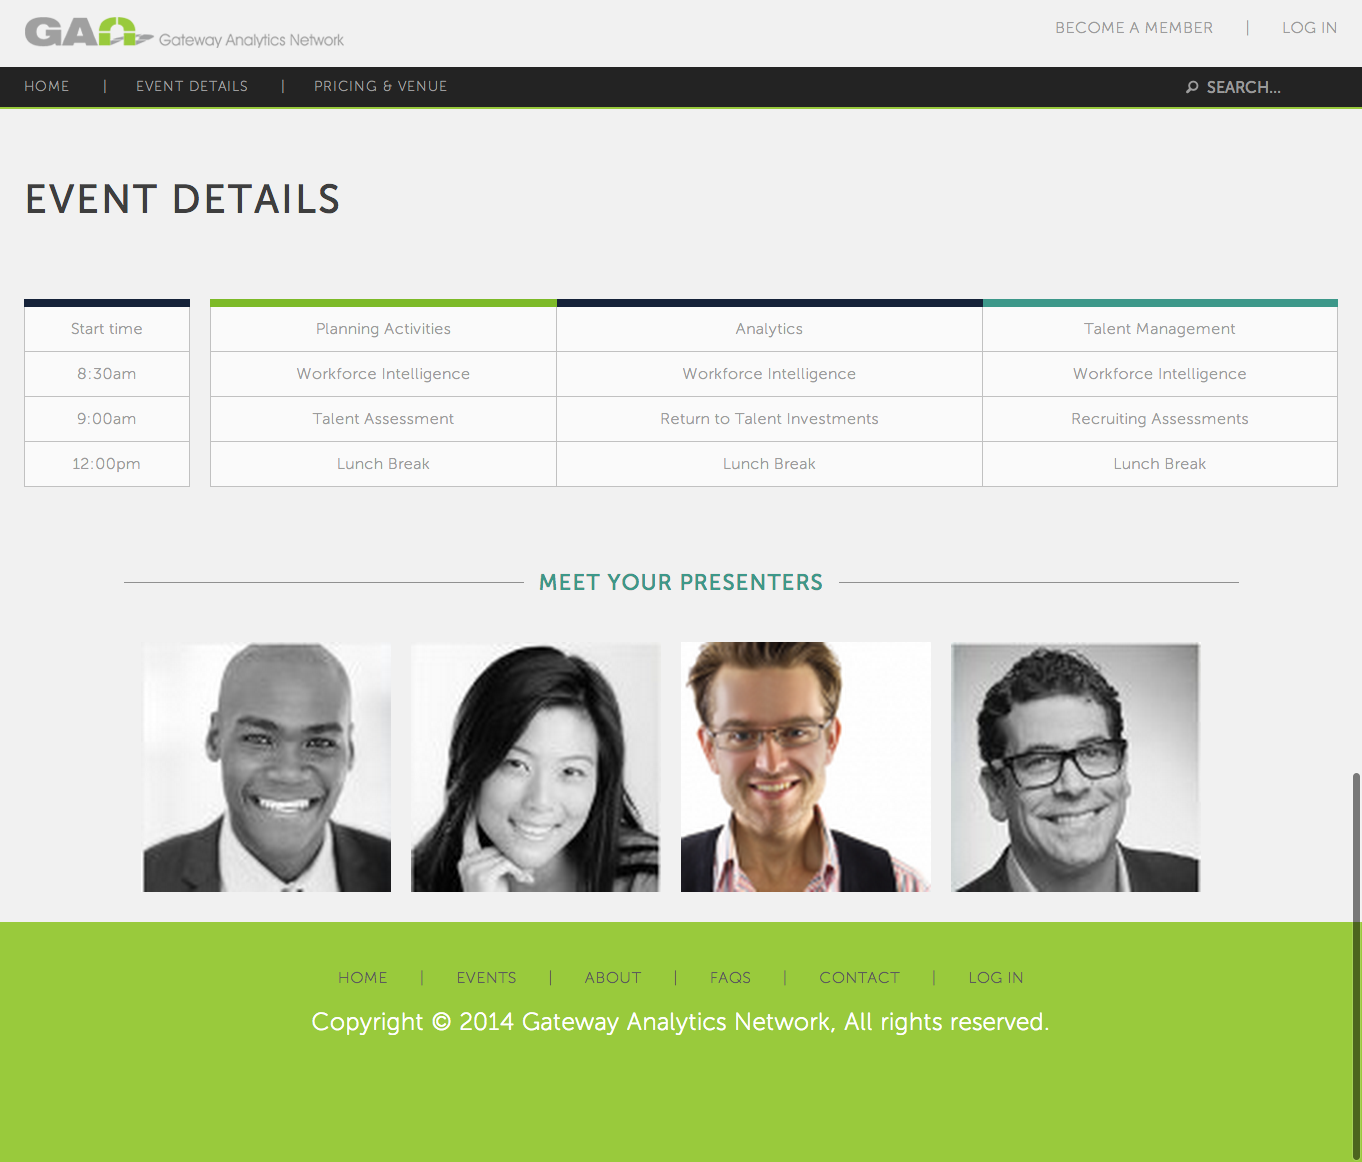 GAN Gateway Analytics Network
BECOME A MEMBER | LOG IN
HOME | EVENT DETAILS | PRICING & VENUE
SEARCH...
EVENT DETAILS
Start time Planning Activities Analytics Talent Management
8:30am Workforce Intelligence Workforce Intelligence Workforce Intelligence
9:00am Talent Assessment Return to Talent Investments Recruiting Assessments
12:00pm Lunch Break Lunch Break Lunch Break
MEET YOUR PRESENTERS
HOME | EVENTS | ABOUT | FAQS | CONTACT | LOG IN
Copyright © 2014 Gateway Analytics Network, All rights reserved.